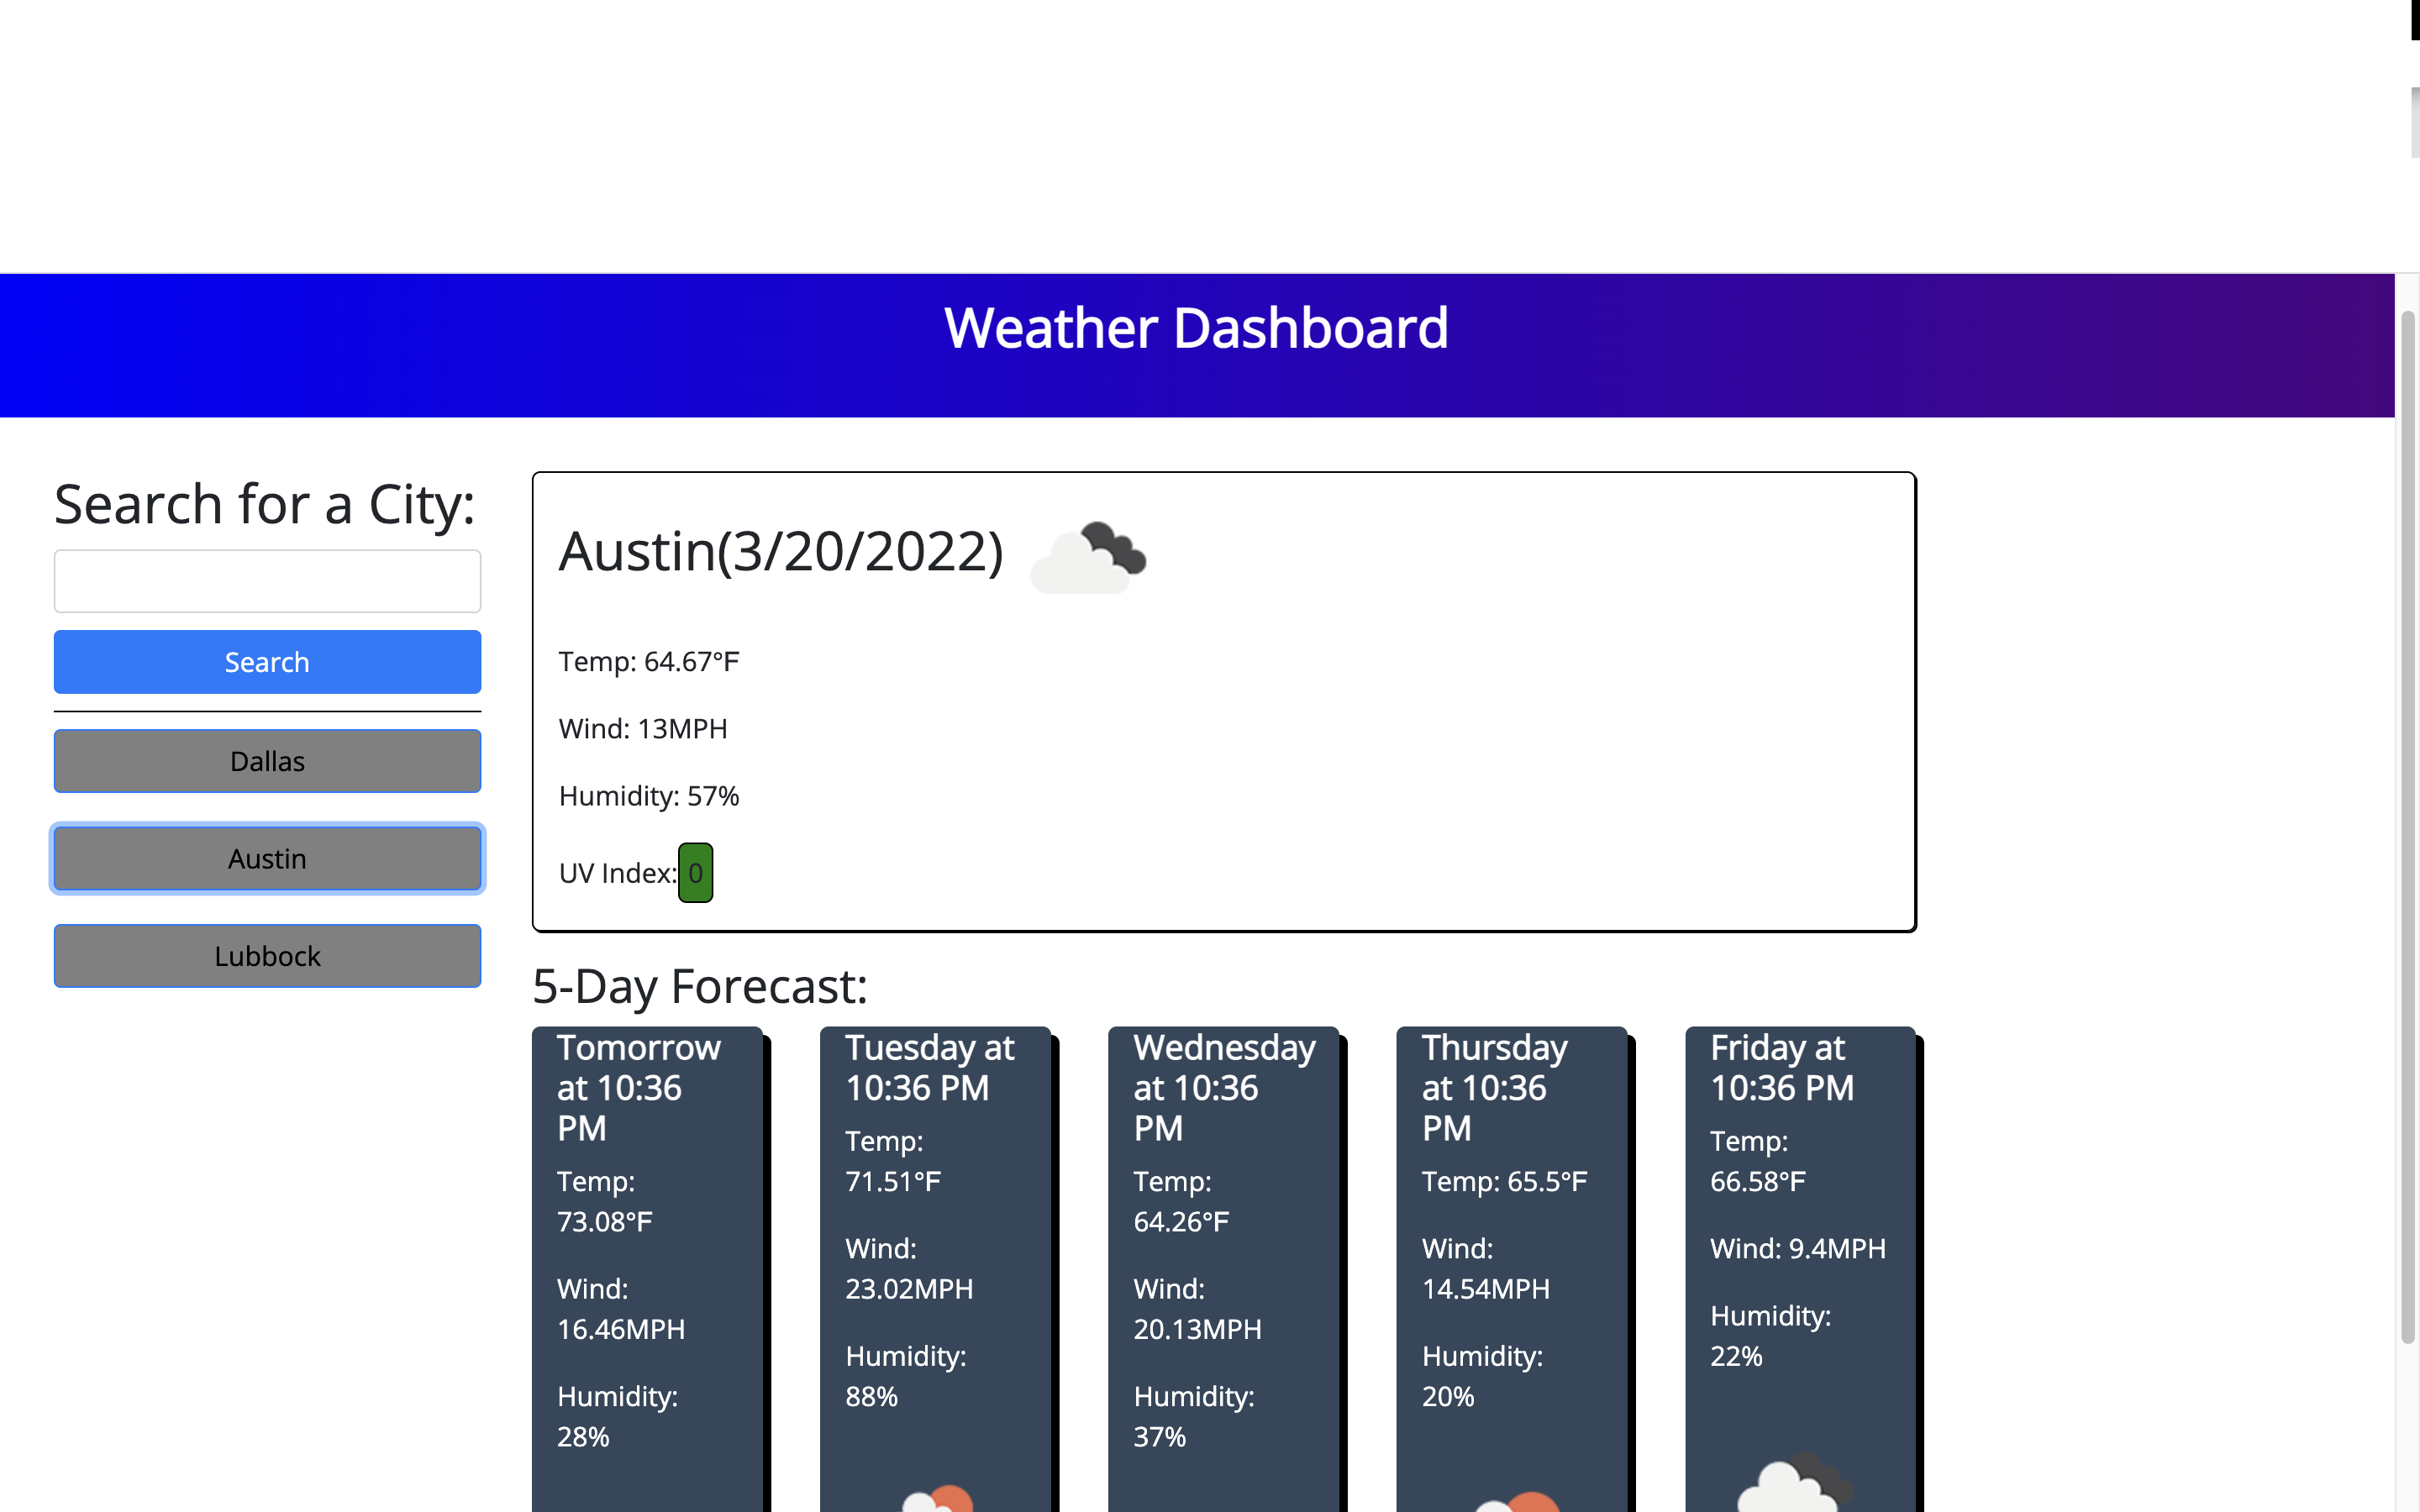 Weather Dashboard
Search for a City:
Search
Dallas
Austin
Lubbock
Austin(3/20/2022)
Temp: 64.67°F
Wind: 13MPH
Humidity: 57%
UV Index: 0
5-Day Forecast:
Tomorrow
at 10:36
PM
Temp:
73.08°F
Wind:
16.46MPH
Humidity:
28%
Tuesday at
10:36 PM
Temp:
71.51°F
Wind:
23.02MPH
Humidity:
88%
Wednesday
at 10:36
PM
Temp:
64.26°F
Wind:
20.13MPH
Humidity:
37%
Thursday
at 10:36
PM
Temp: 65.5°F
Wind:
14.54MPH
Humidity:
20%
Friday at
10:36 PM
Temp:
66.58°F
Wind: 9.4MPH
Humidity:
22%